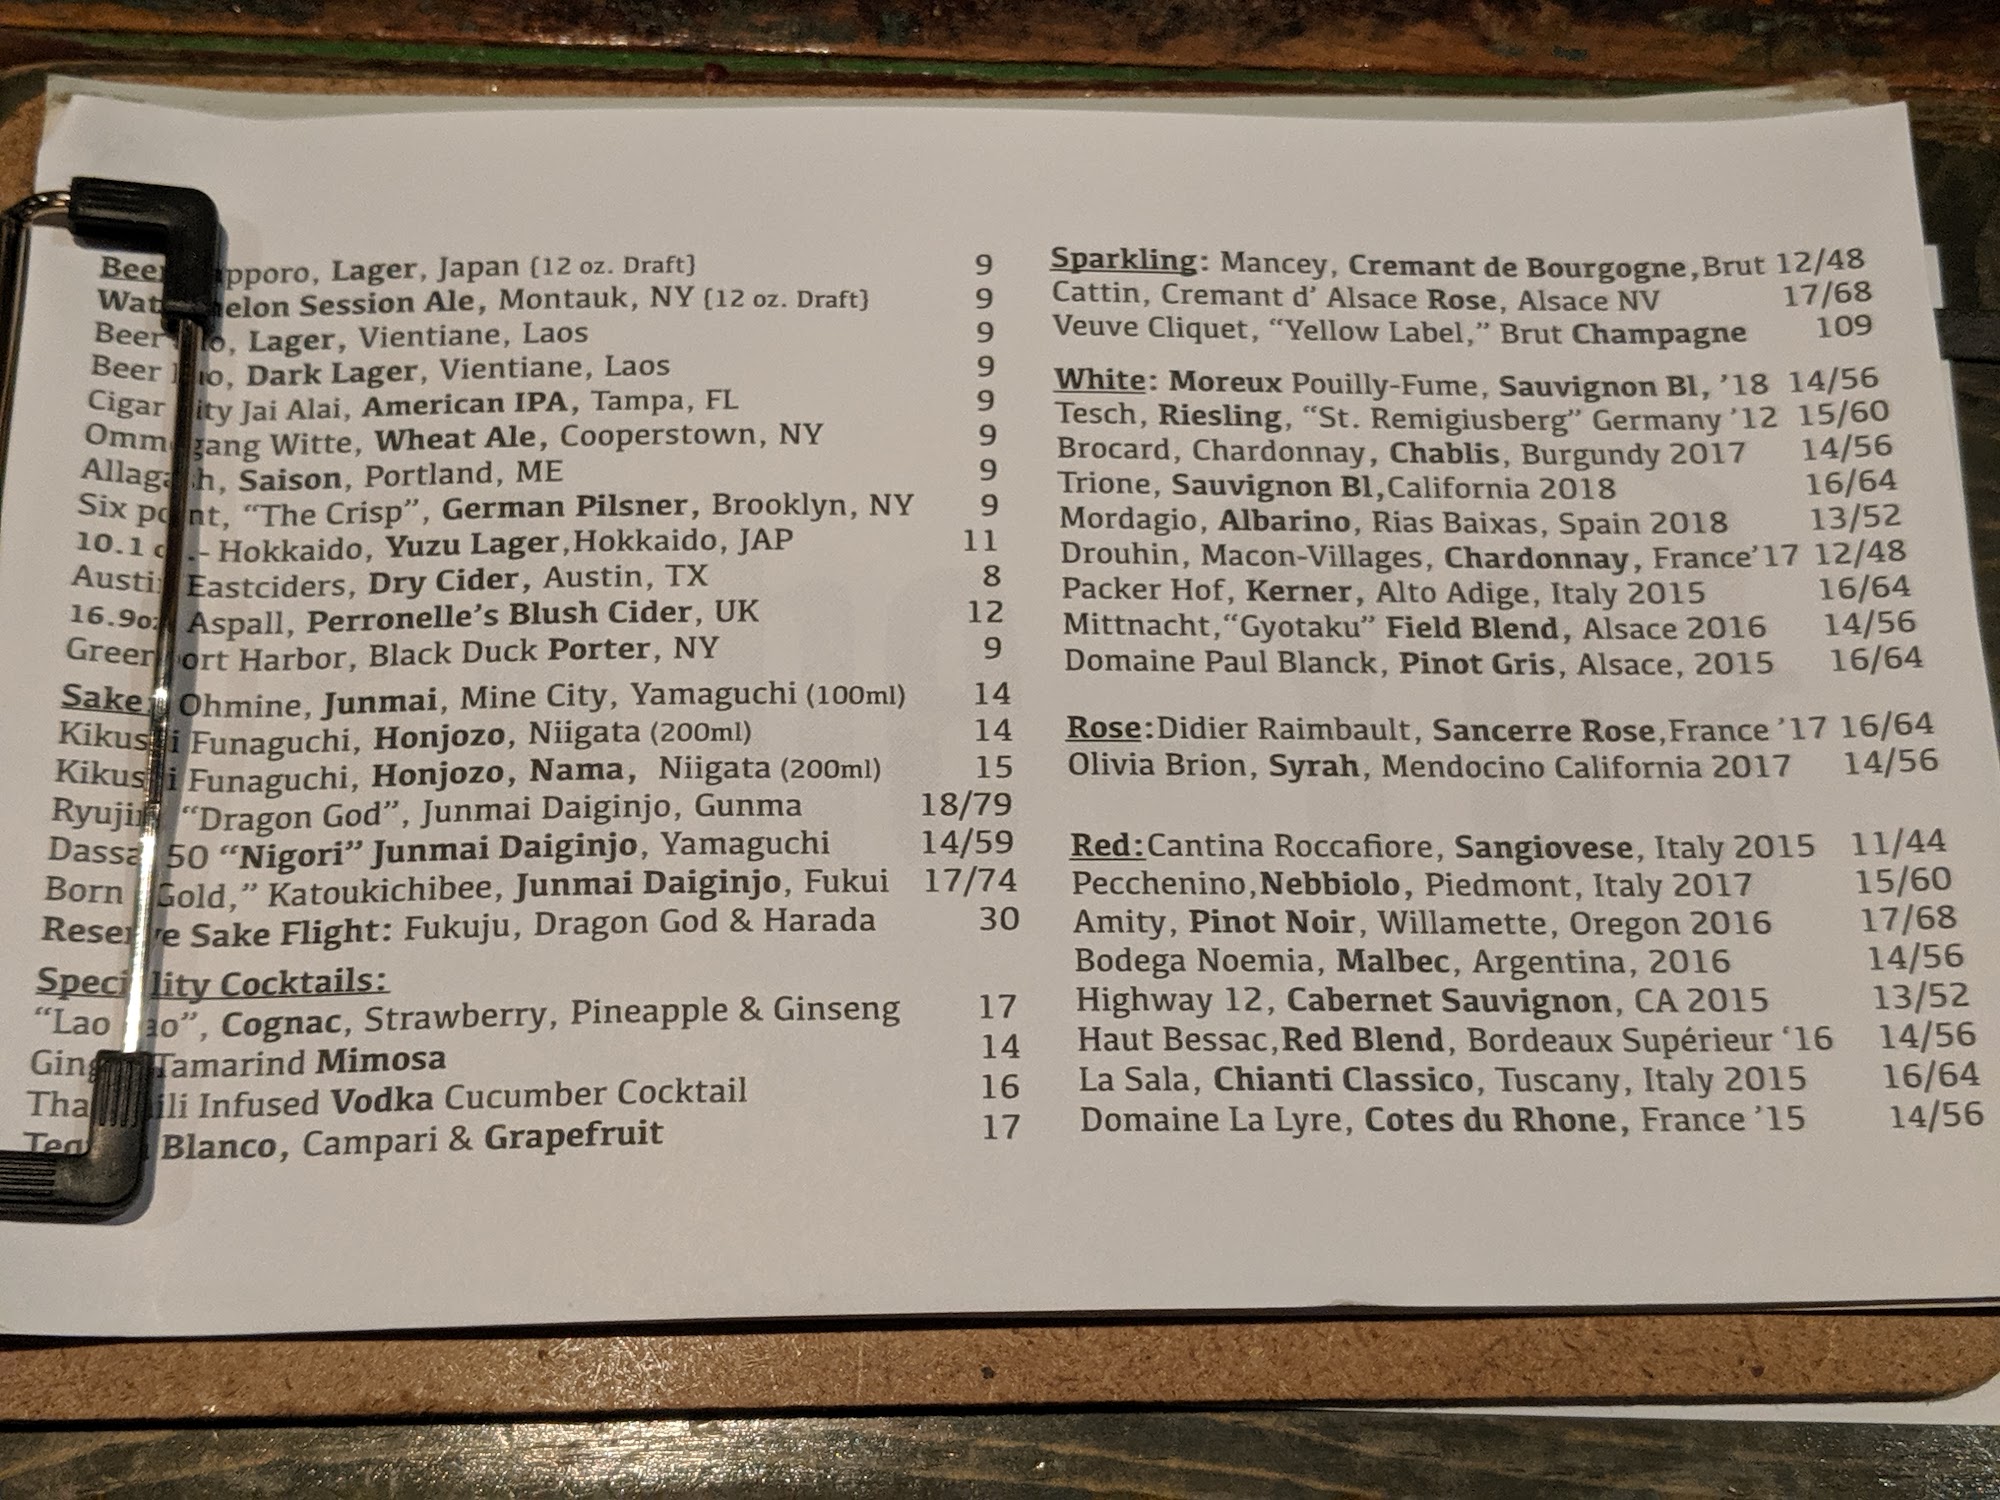 Beer Sapporo, Lager, Japan {12 oz. Draft} 9
Watermelon Session Ale, Montauk, NY {12 oz. Draft} 9
Beer Lao, Lager, Vientiane, Laos 9
Beer Lao, Dark Lager, Vientiane, Laos 9
Cigar City Jai Alai, American IPA, Tampa, FL 9
Ommegang Witte, Wheat Ale, Cooperstown, NY 9
Allagash, Saison, Portland, ME 9
Six point, “The Crisp”, German Pilsner, Brooklyn, NY 9
10.1 oz.- Hokkaido, Yuzu Lager,Hokkaido, JAP 11
Austin Eastciders, Dry Cider, Austin, TX 8
16.9oz Aspall, Perronelle’s Blush Cider, UK 12
Greenport Harbor, Black Duck Porter, NY 9
Sake: Ohmine, Junmai, Mine City, Yamaguchi (100ml) 14
Kikusui Funaguchi, Honjozo, Niigata (200ml) 14
Kikusui Funaguchi, Honjozo, Nama, Niigata (200ml) 15
Ryujin “Dragon God”, Junmai Daiginjo, Gunma 18/79
Dassai 50 “Nigori” Junmai Daiginjo, Yamaguchi 14/59
Born Gold,” Katoukichibee, Junmai Daiginjo, Fukui 17/74
Reserve Sake Flight: Fukuju, Dragon God & Harada 30
Speciality Cocktails:
“Lao Lao”, Cognac, Strawberry, Pineapple & Ginseng 17
Ginger Tamarind Mimosa 14
Thai Chili Infused Vodka Cucumber Cocktail 16
Tequila Blanco, Campari & Grapefruit 17
Sparkling: Mancey, Cremant de Bourgogne,Brut 12/48
Cattin, Cremant d’ Alsace Rose, Alsace NV 17/68
Veuve Cliquet, “Yellow Label,” Brut Champagne 109
White: Moreux Pouilly-Fume, Sauvignon Bl, ’18 14/56
Tesch, Riesling, “St. Remigiusberg” Germany ’12 15/60
Brocard, Chardonnay, Chablis, Burgundy 2017 14/56
Trione, Sauvignon Bl,California 2018 16/64
Mordagio, Albarino, Rias Baixas, Spain 2018 13/52
Drouhin, Macon-Villages, Chardonnay, France’17 12/48
Packer Hof, Kerner, Alto Adige, Italy 2015 16/64
Mittnacht,“Gyotaku” Field Blend, Alsace 2016 14/56
Domaine Paul Blanck, Pinot Gris, Alsace, 2015 16/64
Rose:Didier Raimbault, Sancerre Rose,France ’17 16/64
Olivia Brion, Syrah, Mendocino California 2017 14/56
Red:Cantina Roccafiore, Sangiovese, Italy 2015 11/44
Pecchenino,Nebbiolo, Piedmont, Italy 2017 15/60
Amity, Pinot Noir, Willamette, Oregon 2016 17/68
Bodega Noemia, Malbec, Argentina, 2016 14/56
Highway 12, Cabernet Sauvignon, CA 2015 13/52
Haut Bessac,Red Blend, Bordeaux Supérieur ‘16 14/56
La Sala, Chianti Classico, Tuscany, Italy 2015 16/64
Domaine La Lyre, Cotes du Rhone, France ’15 14/56